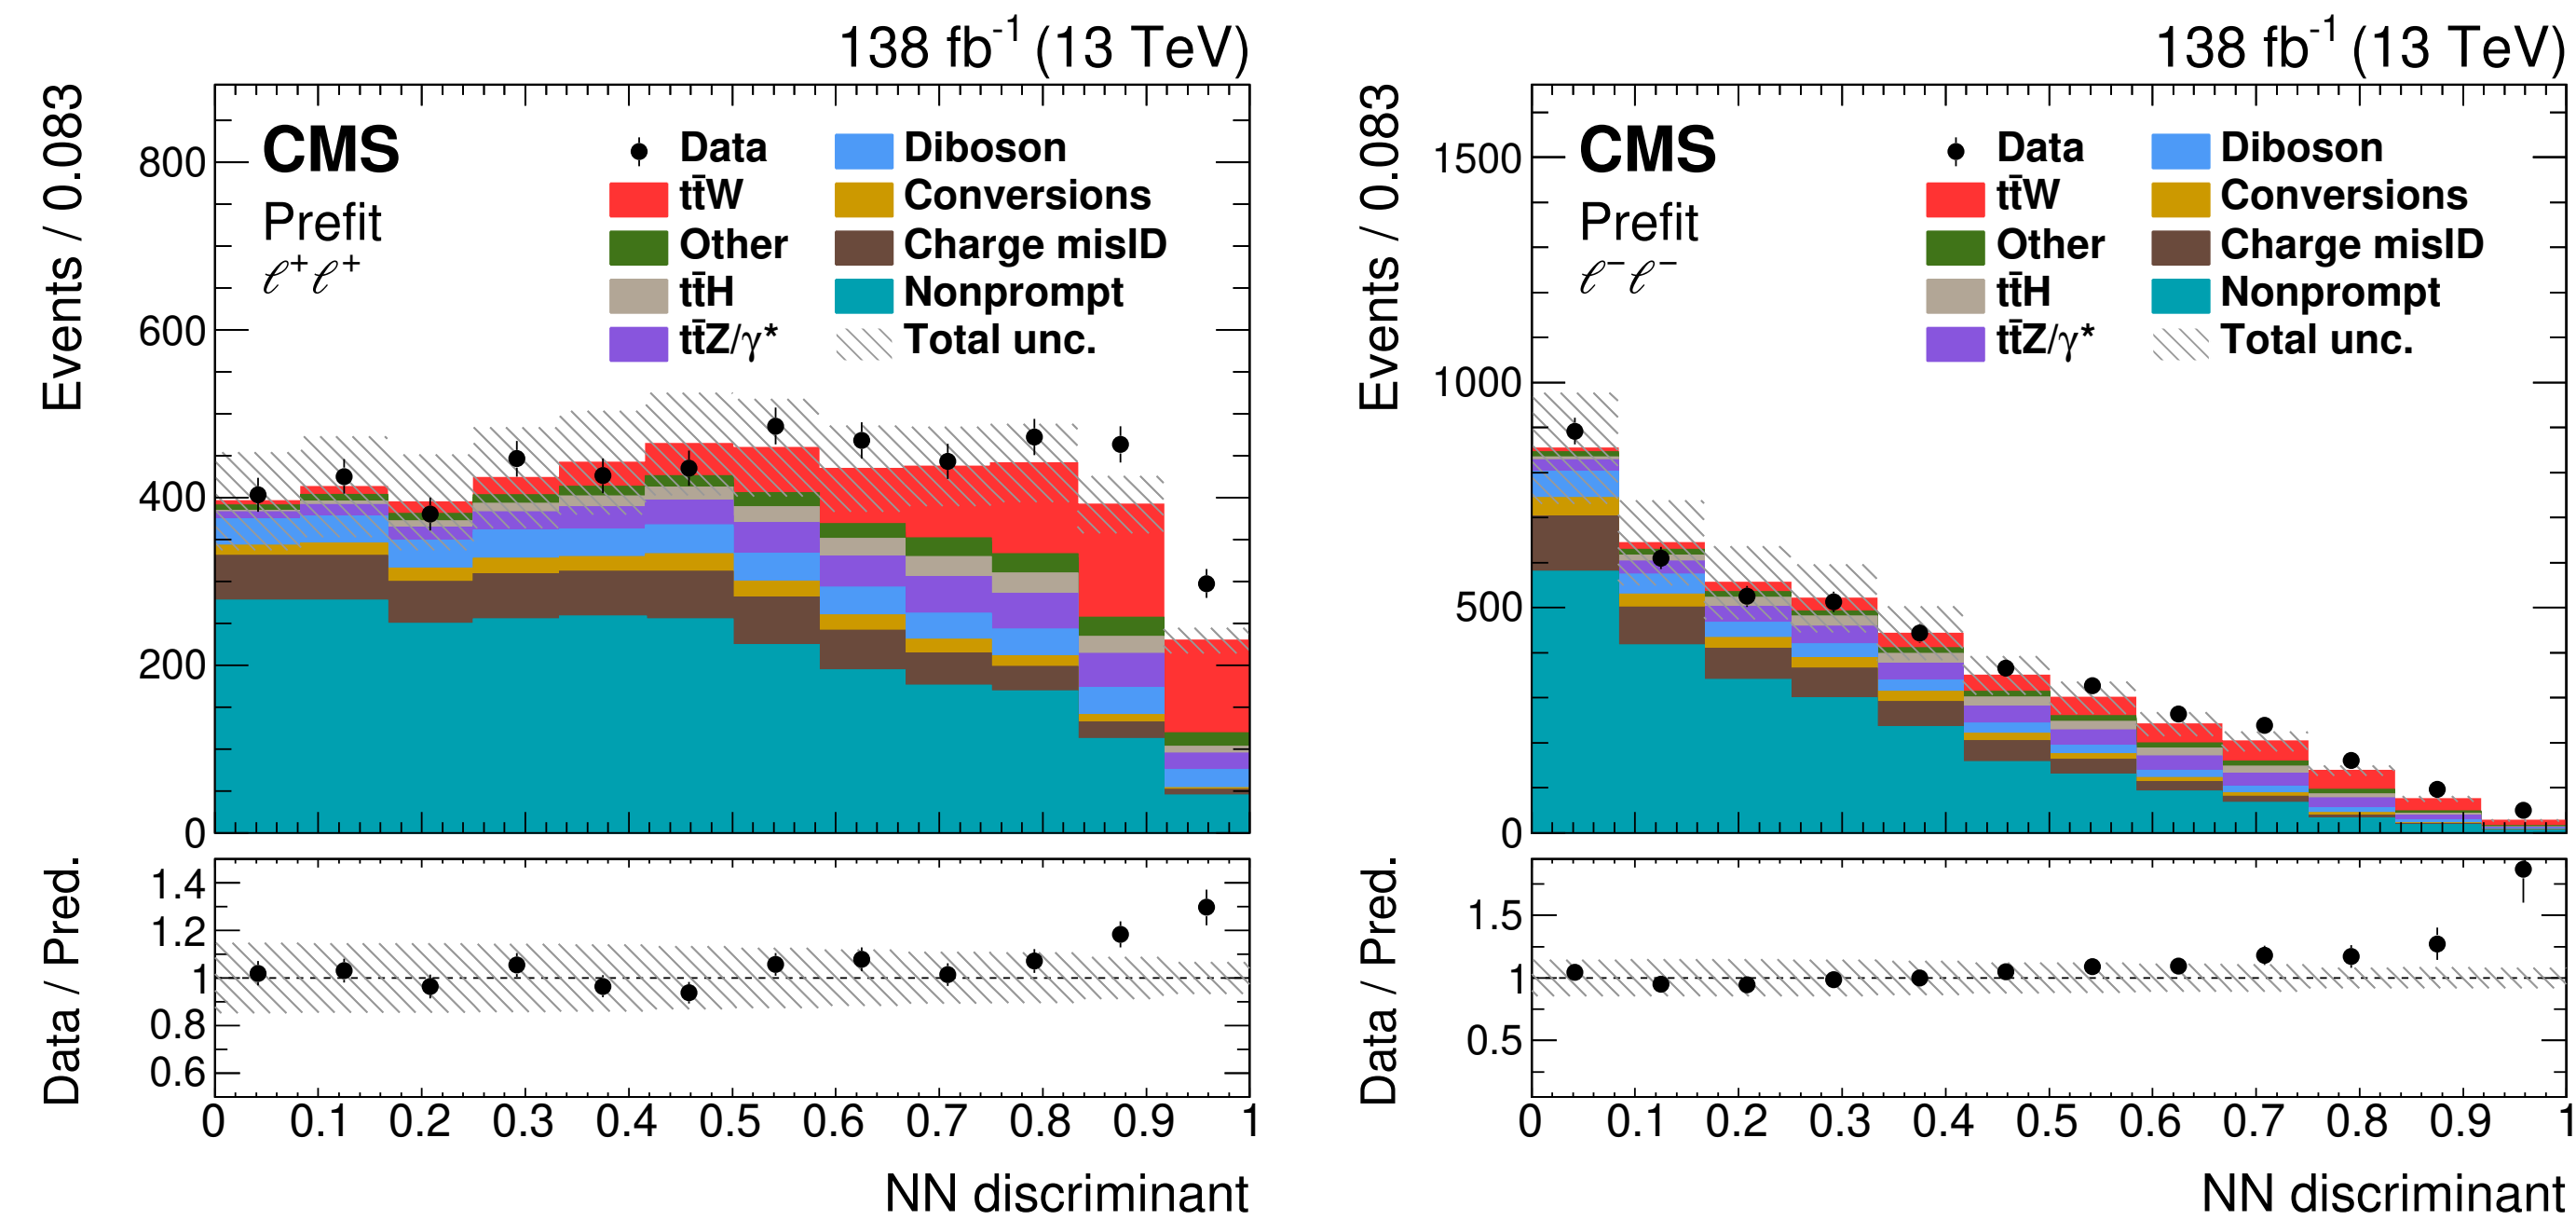 138 fb⁻¹ (13 TeV)
Events / 0.083
800
600
400
200
0
CMS
Prefit
ℓ⁺ℓ⁺
Data
tt̄W
Other
tt̄H
tt̄Z/γ*
Diboson
Conversions
Charge misID
Nonprompt
Total unc.
Data / Pred.
1.4
1.2
1
0.8
0.6
0 0.1 0.2 0.3 0.4 0.5 0.6 0.7 0.8 0.9 1
NN discriminant
138 fb⁻¹ (13 TeV)
Events / 0.083
1500
1000
500
0
CMS
Prefit
ℓ⁻ℓ⁻
Data
tt̄W
Other
tt̄H
tt̄Z/γ*
Diboson
Conversions
Charge misID
Nonprompt
Total unc.
Data / Pred.
1.5
1
0.5
0 0.1 0.2 0.3 0.4 0.5 0.6 0.7 0.8 0.9 1
NN discriminant